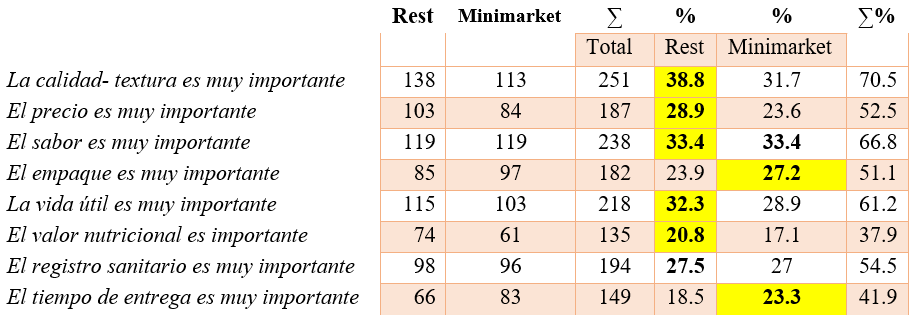 Rest Minimarket ∑ % % ∑%
Total Rest Minimarket
La calidad- textura es muy importante 138 113 251 38.8 31.7 70.5
El precio es muy importante 103 84 187 28.9 23.6 52.5
El sabor es muy importante 119 119 238 33.4 33.4 66.8
El empaque es muy importante 85 97 182 23.9 27.2 51.1
La vida útil es muy importante 115 103 218 32.3 28.9 61.2
El valor nutricional es importante 74 61 135 20.8 17.1 37.9
El registro sanitario es muy importante 98 96 194 27.5 27 54.5
El tiempo de entrega es muy importante 66 83 149 18.5 23.3 41.9